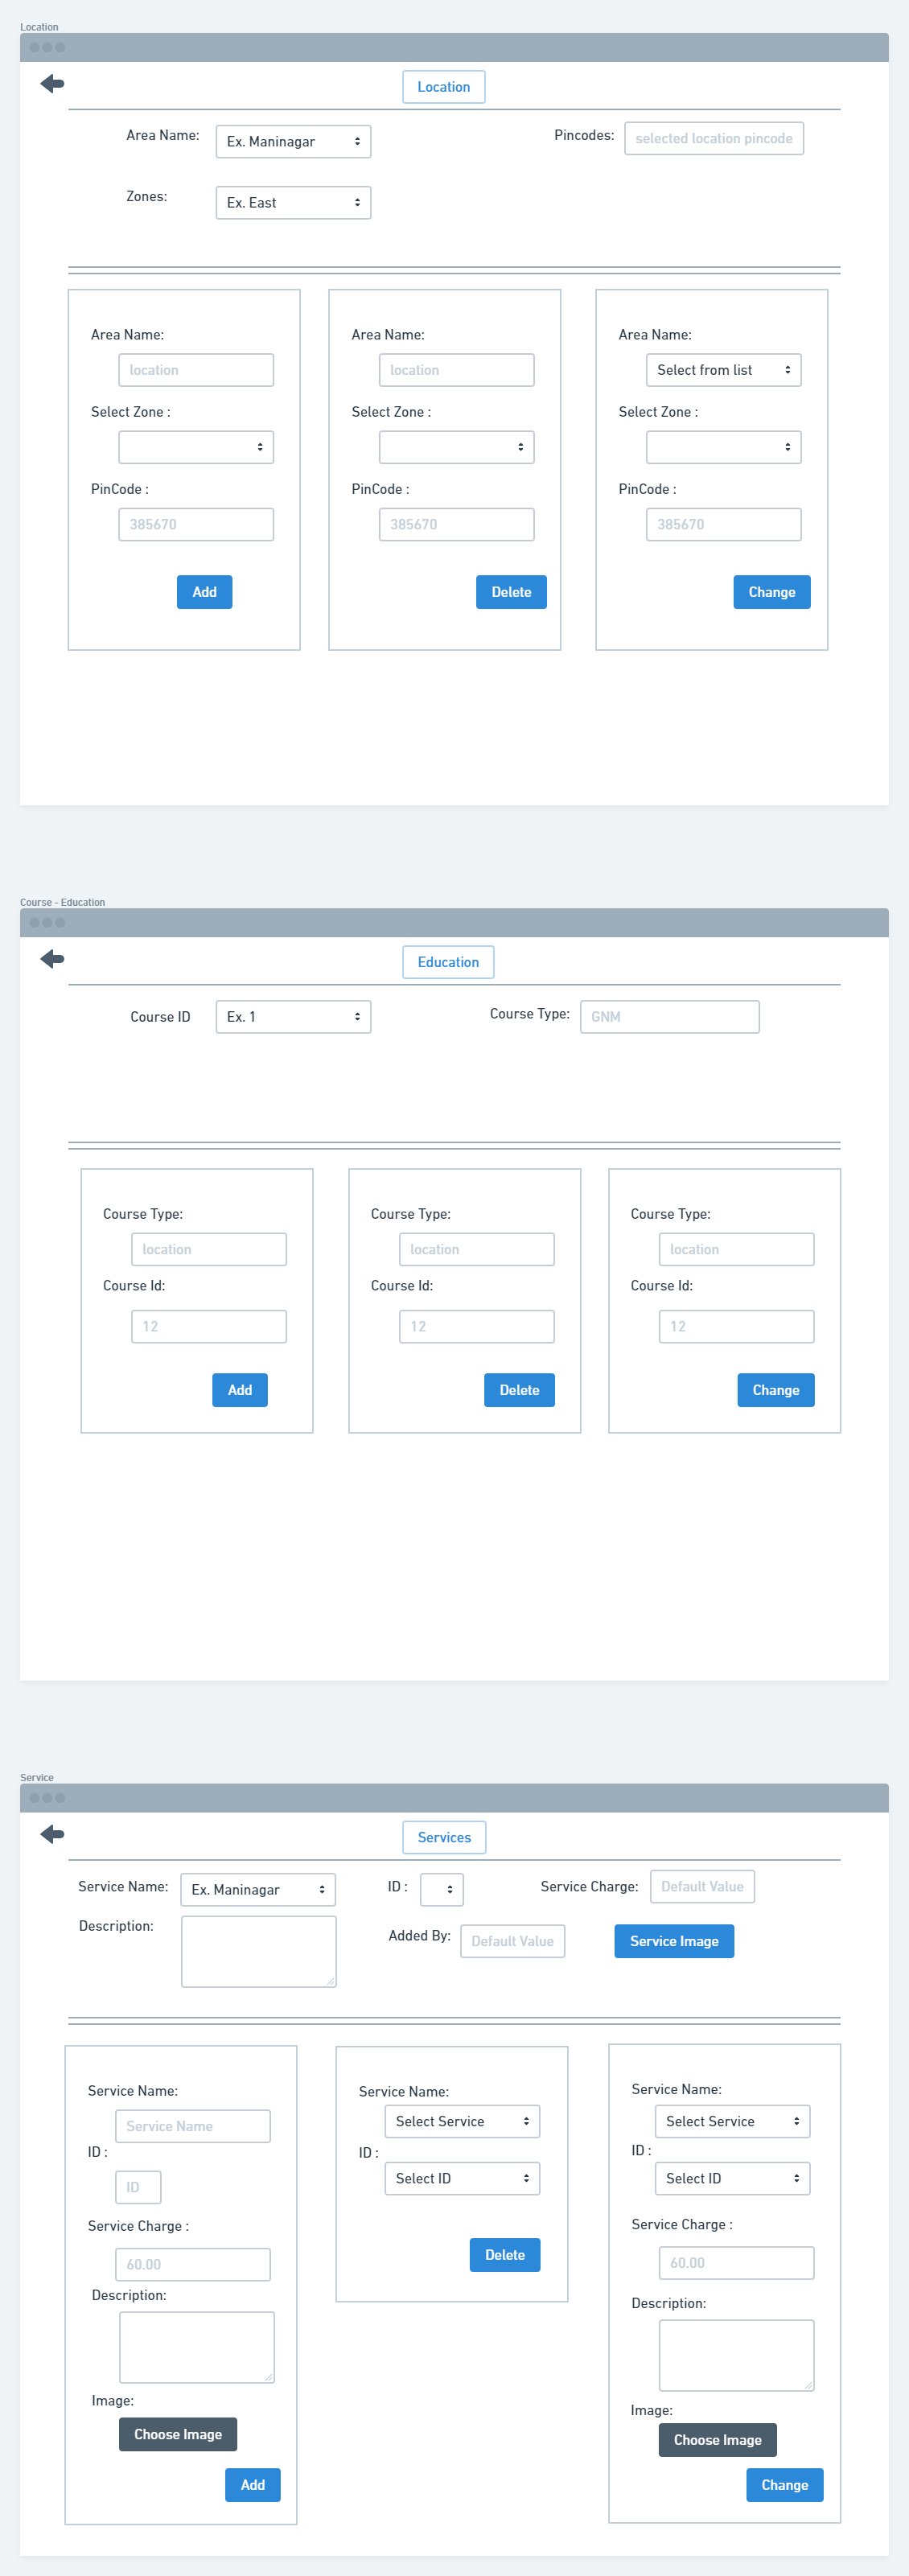 Location
Location
Area Name: Ex. Maninagar Pincodes: selected location pincode
Zones: Ex. East
Area Name: Area Name: Area Name:
location location Select from list
Select Zone : Select Zone : Select Zone :
PinCode : PinCode : PinCode :
385670 385670 385670
Add Delete Change
Course - Education
Education
Course ID Ex. 1 Course Type: GNM
Course Type: Course Type: Course Type:
location location location
Course Id: Course Id: Course Id:
12 12 12
Add Delete Change
Service
Services
Service Name: Ex. Maninagar ID : Service Charge: Default Value
Description: Added By: Default Value Service Image
Service Name:
Service Name
ID :
ID
Service Charge :
60.00
Description:
Image:
Choose Image
Add
Service Name:
Select Service
ID :
Select ID
Delete
Service Name:
Select Service
ID :
Select ID
Service Charge :
60.00
Description:
Image:
Choose Image
Change